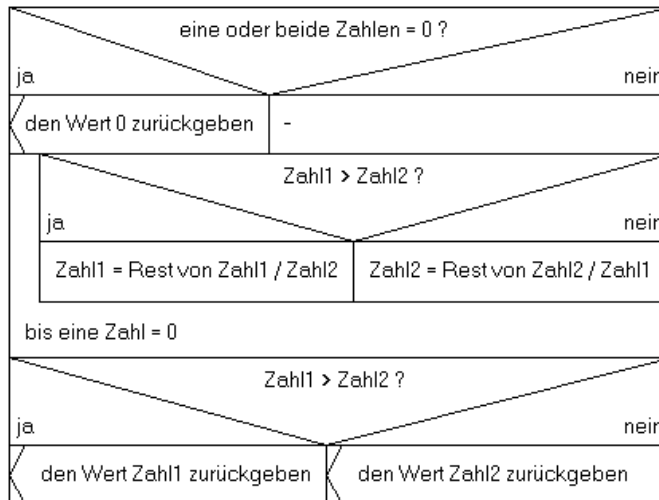 eine oder beide Zahlen = 0 ?
ja nein
den Wert 0 zurückgeben -
Zahl1 > Zahl2 ?
ja nein
Zahl1 = Rest von Zahl1 / Zahl2 Zahl2 = Rest von Zahl2 / Zahl1
bis eine Zahl = 0
Zahl1 > Zahl2 ?
ja nein
den Wert Zahl1 zurückgeben den Wert Zahl2 zurückgeben